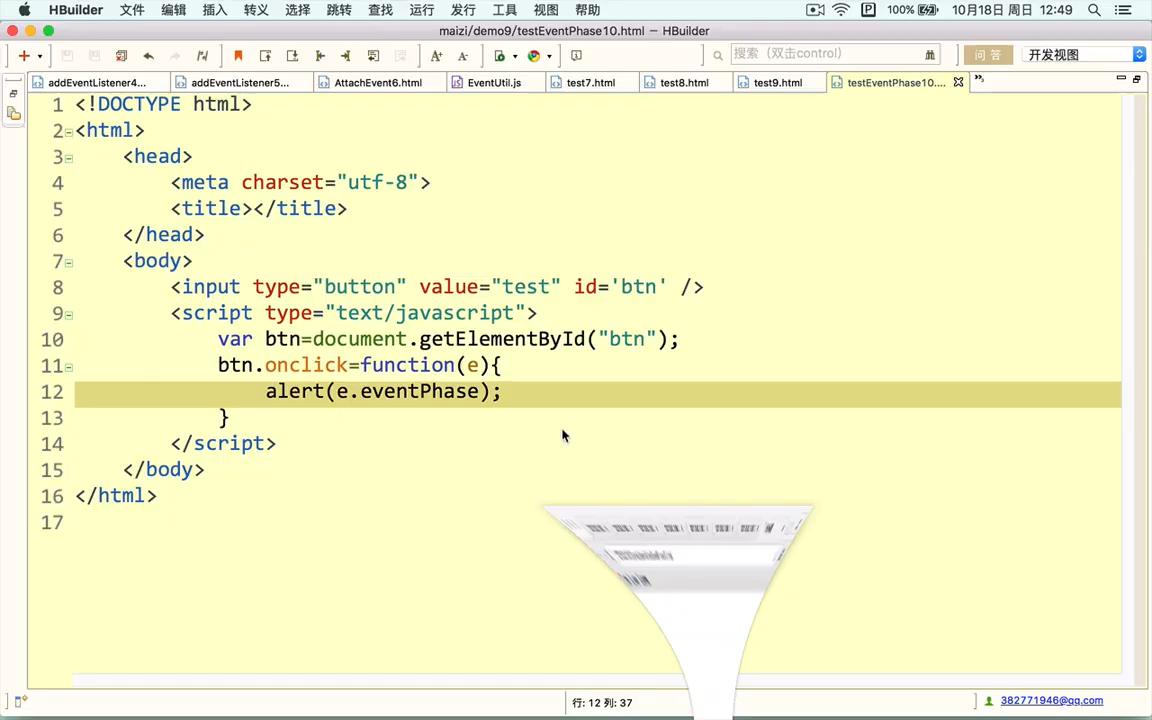 HBuilder 文件 编辑 插入 转义 选择 跳转 查找 运行 发行 工具 视图 帮助 P 100% 10月18日 周日 12:49
maizi/demo9/testEventPhase10.html — HBuilder
搜索（双击control） 问 答 开发视图
addEventListener4... addEventListener5... AttachEvent6.html EventUtil.js test7.html test8.html test9.html testEventPhase10....
1 <!DOCTYPE html>
2 <html>
3 <head>
4 <meta charset="utf-8">
5 <title></title>
6 </head>
7 <body>
8 <input type="button" value="test" id='btn' />
9 <script type="text/javascript">
10 var btn=document.getElementById("btn");
11 btn.onclick=function(e){
12 alert(e.eventPhase);
13 }
14 </script>
15 </body>
16 </html>
17
行: 12 列: 37 382771946@qq.com